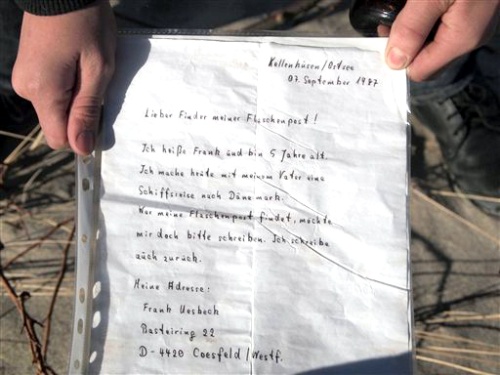 Kellenhusen/Ostsee
07. September 1987
Lieber Finder meiner Flaschenpost!
Ich heiße Frank und bin 5 Jahre alt.
Ich mache heute mit meinem Vater eine
Schiffsreise nach Dänemark.
Wer meine Flaschenpost findet, möchte
mir doch bitte schreiben. Ich schreibe
auch zurück.
Meine Adresse:
Frank Uesbeck
Basteiring 22
D-4420 Coesfeld/Westf.